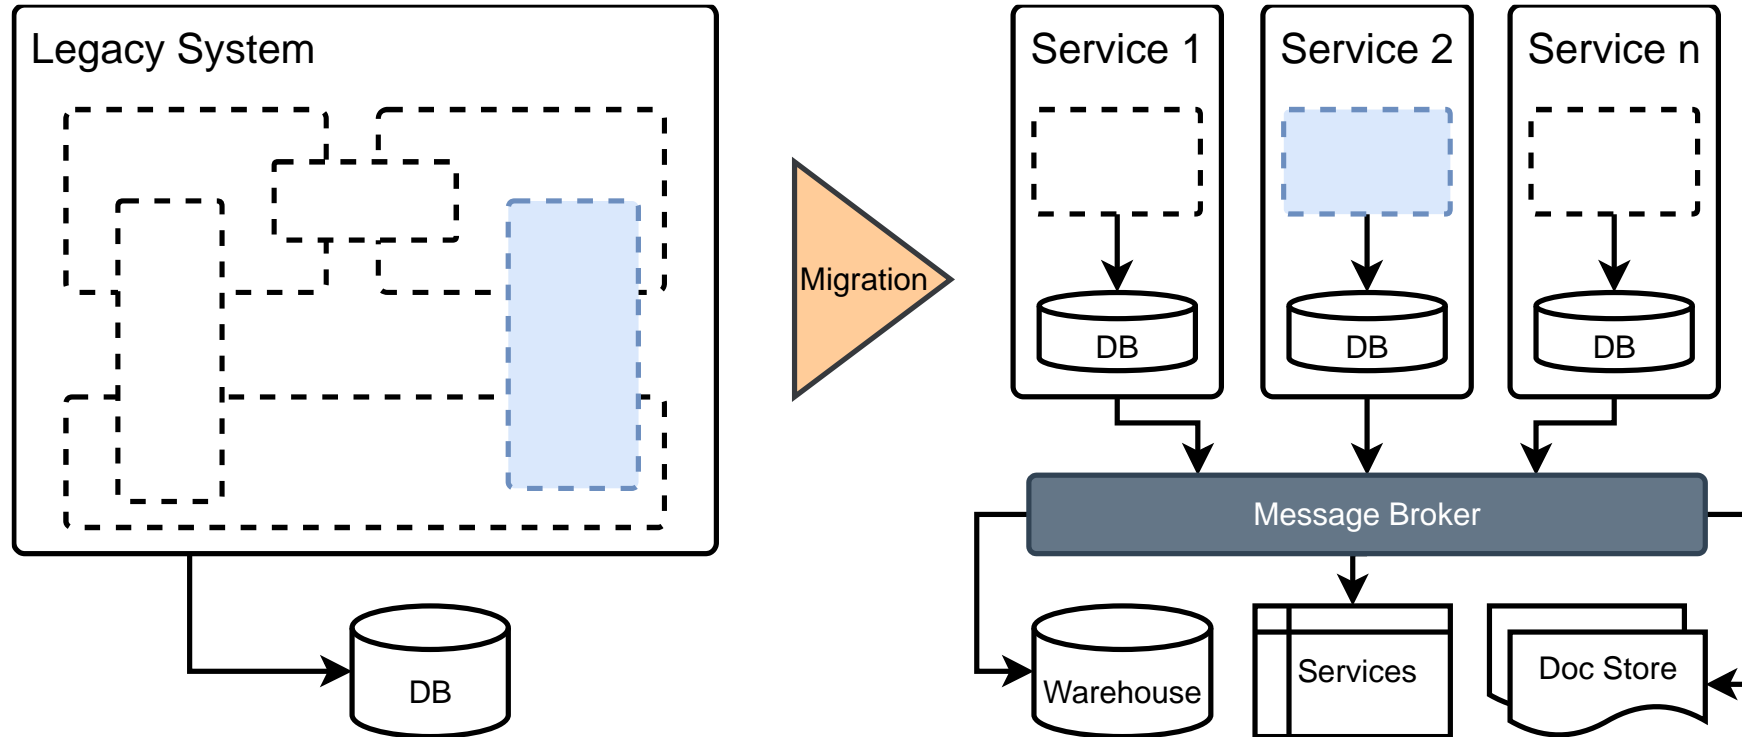 Legacy System
DB
Migration
Service 1
Service 2
Service n
DB
DB
DB
Message Broker
Warehouse
Services
Doc Store